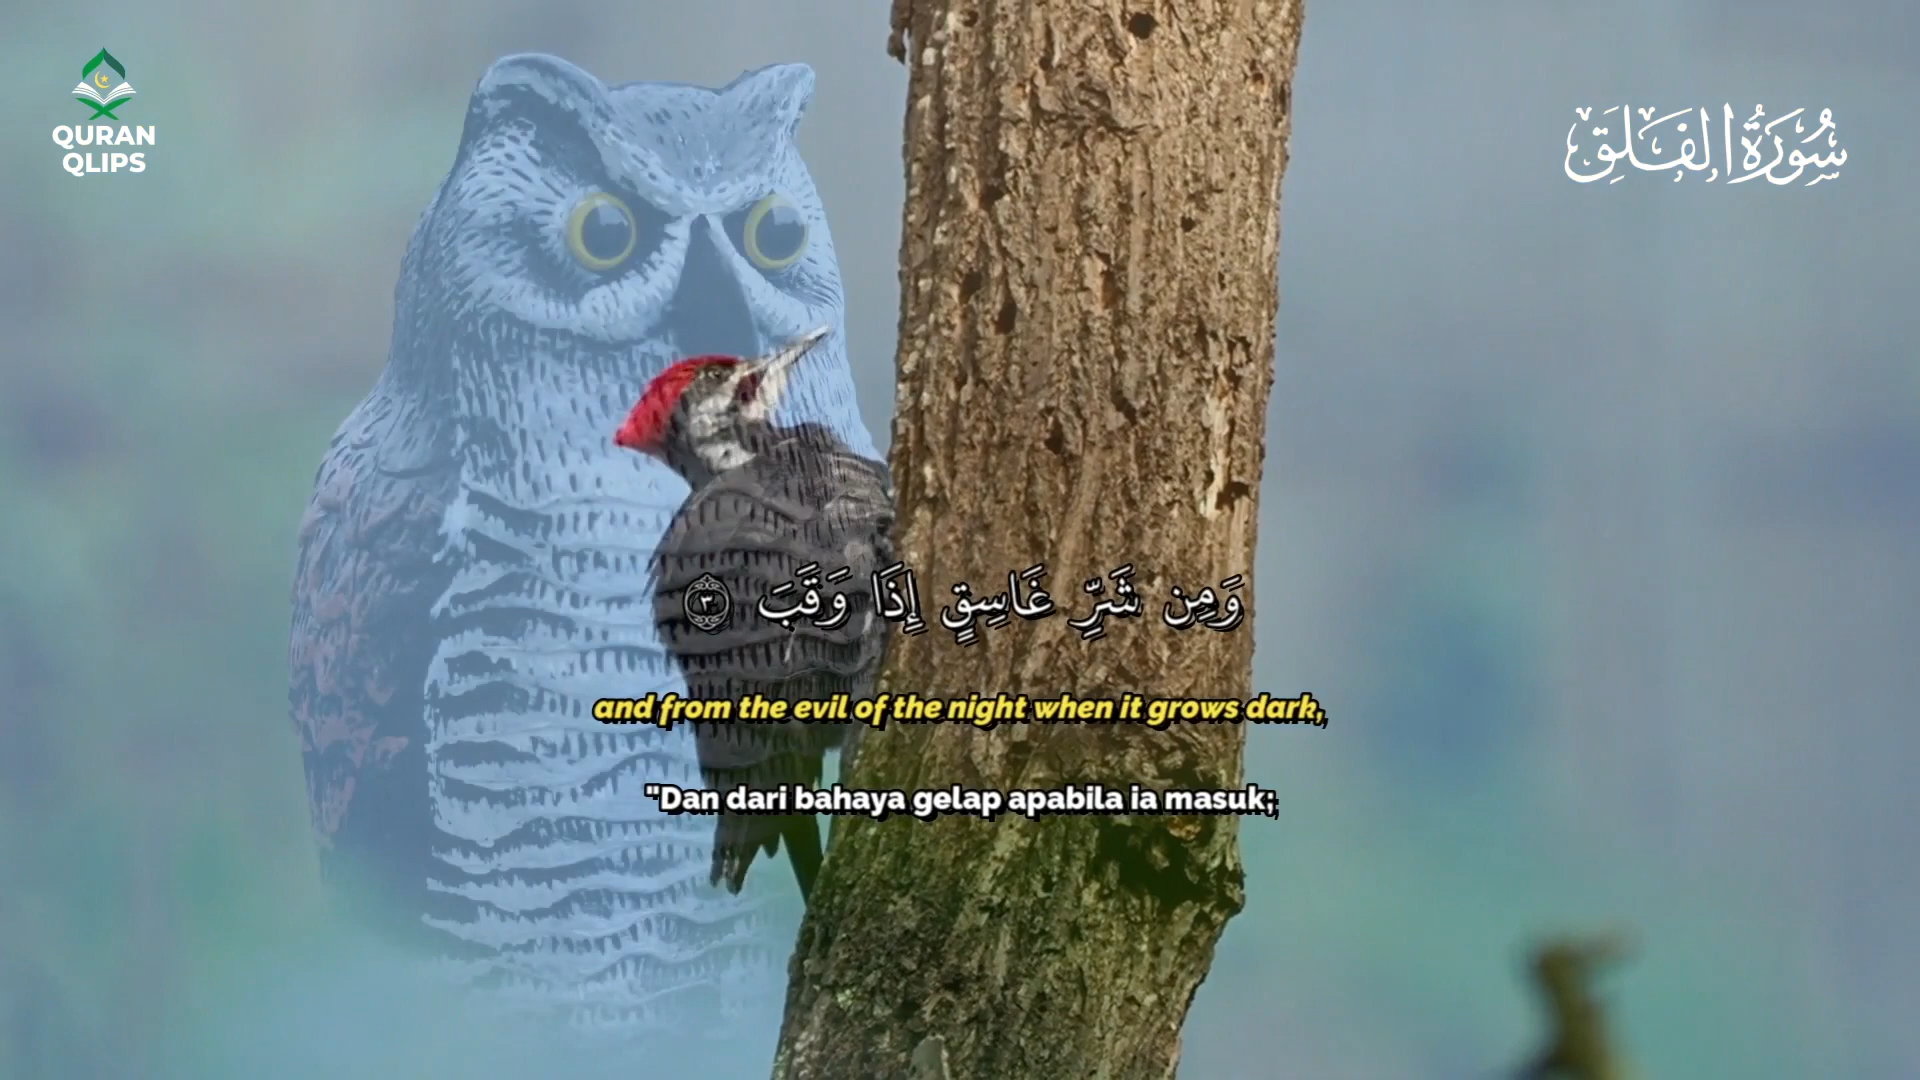 QURAN
QLIPS
سُورَةُ الفَلَق
وَمِن شَرِّ غَاسِقٍ إِذَا وَقَبَ ٣
and from the evil of the night when it grows dark,
"Dan dari bahaya gelap apabila ia masuk;